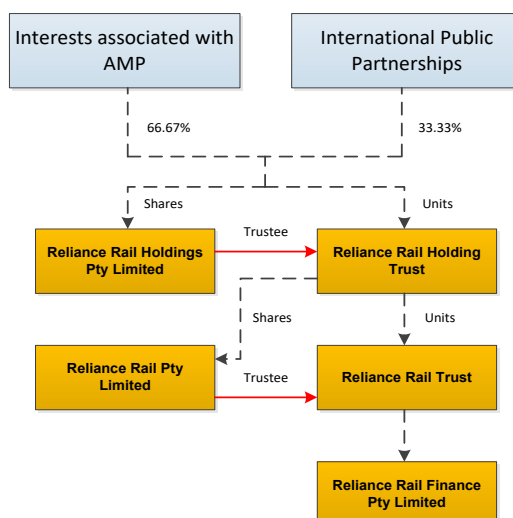 Interests associated with
AMP
International Public
Partnerships
66.67%
33.33%
Shares
Units
Reliance Rail Holdings
Pty Limited
Trustee
Reliance Rail Holding
Trust
Shares
Units
Reliance Rail Pty
Limited
Trustee
Reliance Rail Trust
Reliance Rail Finance
Pty Limited